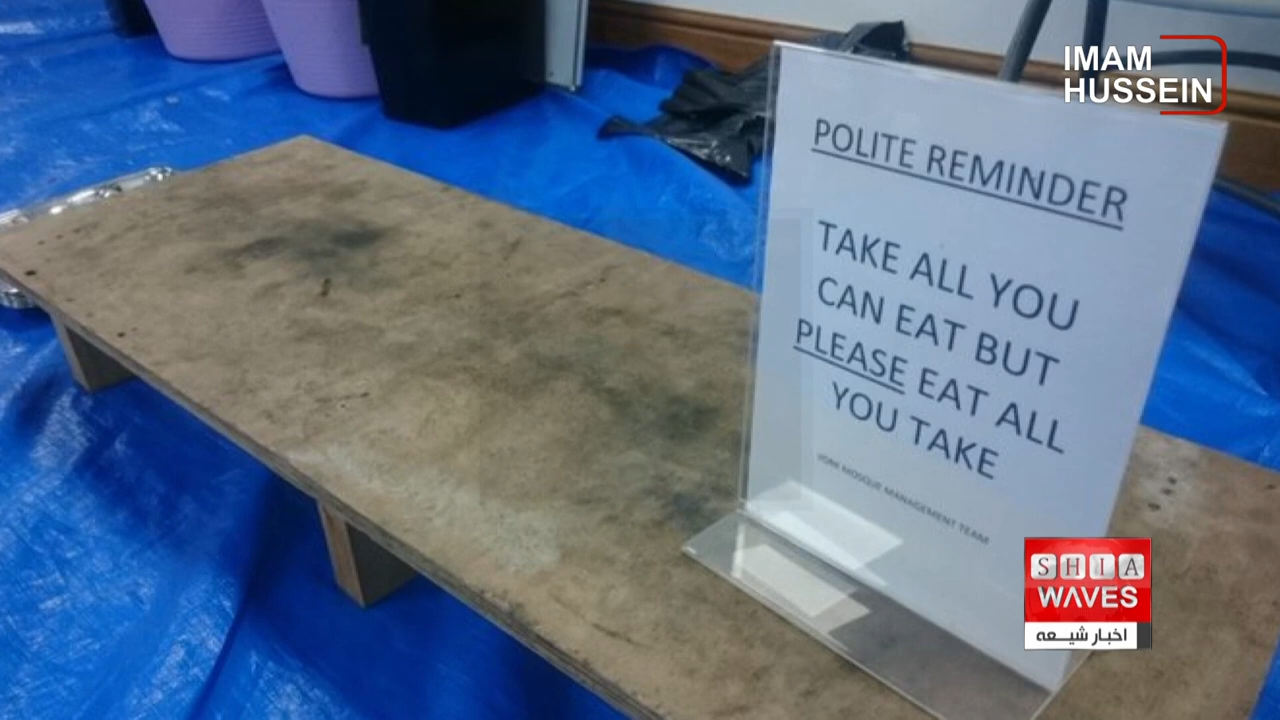 IMAM
HUSSEIN
POLITE REMINDER
TAKE ALL YOU
CAN EAT BUT
PLEASE EAT ALL
YOU TAKE
YORK MOSQUE MANAGEMENT TEAM
SHIA
WAVES
اخبار شیعه